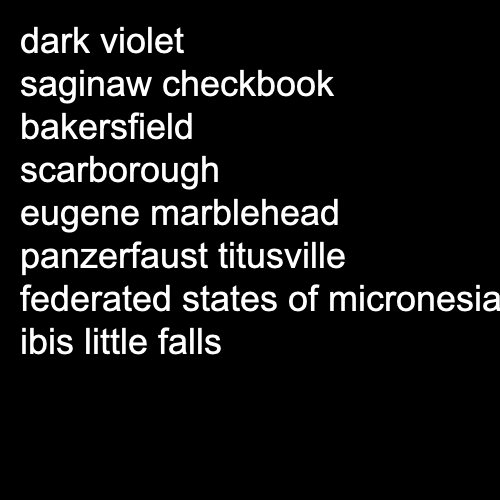 dark violet
saginaw checkbook
bakersfield
scarborough
eugene marblehead
panzerfaust titusville
federated states of micronesia
ibis little falls